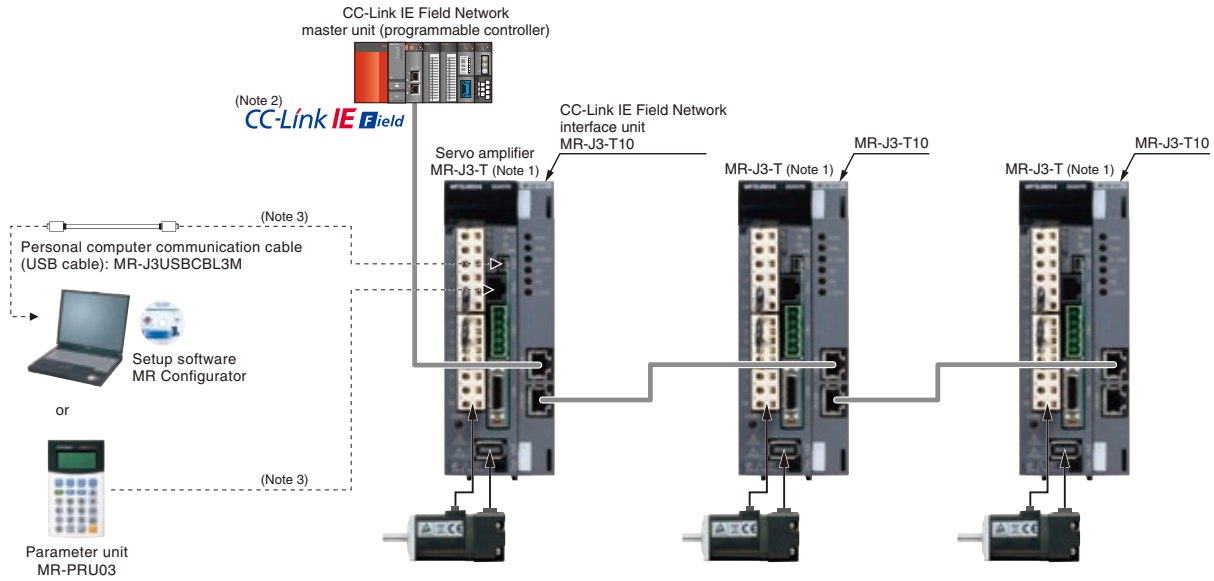 CC-Link IE Field Network
master unit (programmable controller)
(Note 2)
CC-Link IE Field
CC-Link IE Field Network
interface unit
MR-J3-T10
Servo amplifier
MR-J3-T (Note 1)
MR-J3-T (Note 1)
MR-J3-T10
MR-J3-T (Note 1)
MR-J3-T10
(Note 3)
Personal computer communication cable
(USB cable): MR-J3USBCBL3M
Setup software
MR Configurator
or
(Note 3)
Parameter unit
MR-PRU03